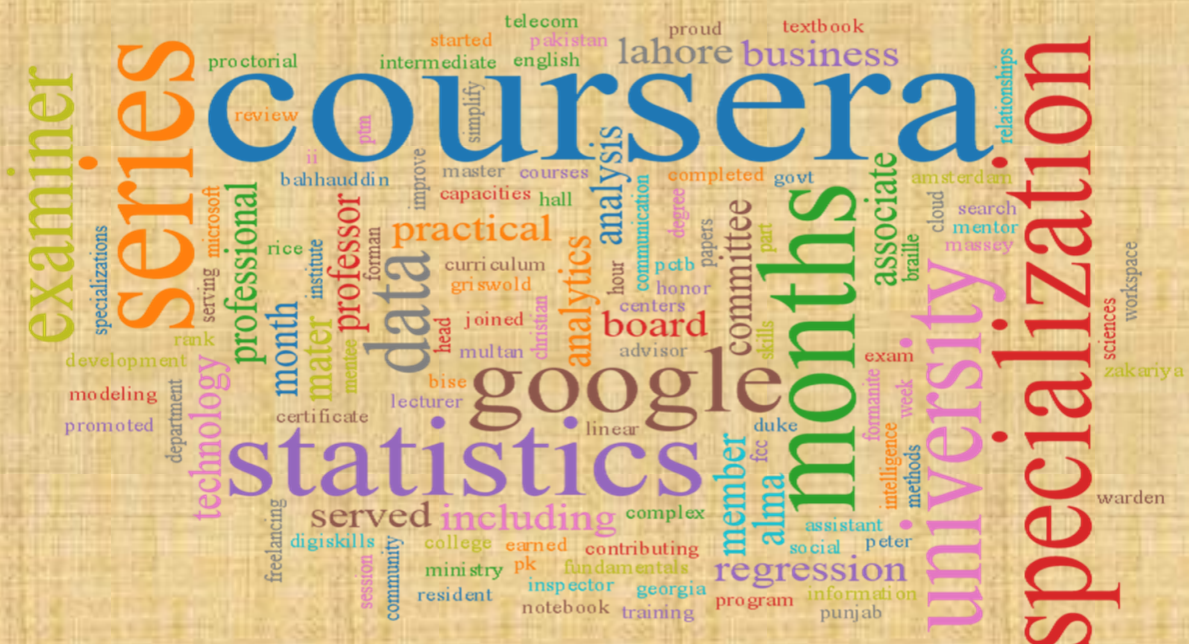 telecom
proud
textbook
started
pakistan
lahore
business
proctorial
intermediate
english
coursera
relationships
review
ptm
simplify
series
examiner
specialization
ii
bahhauddin
improve
master
courses
analysis
completed
govt
associate
amsterdam
capacities
hall
communication
degree
months
cloud
search
mentor
massey
microsoft
professional
professor
practical
papers
committee
part
braille
specializations
rice
institute
forman
data
curriculum
griswold
analytics
hour
pctb
honor
centers
university
workspace
serving
month
mater
head
joined
christian
board
skills
sciences
rank
development
mentee
multan
advisor
exam
zakariya
technology
modeling
bise
google
formanite
week
promoted
department
certificate
lecturer
linear
duke
statistics
member
fcc
intelligence
methods
alma
warden
served
including
complex
assistant
freelancing
digiskills
college
earned
contributing
social
peter
session
community
ministry
pk
fundamentals
regression
resident
inspector
georgia
program
information
notebook
training
punjab